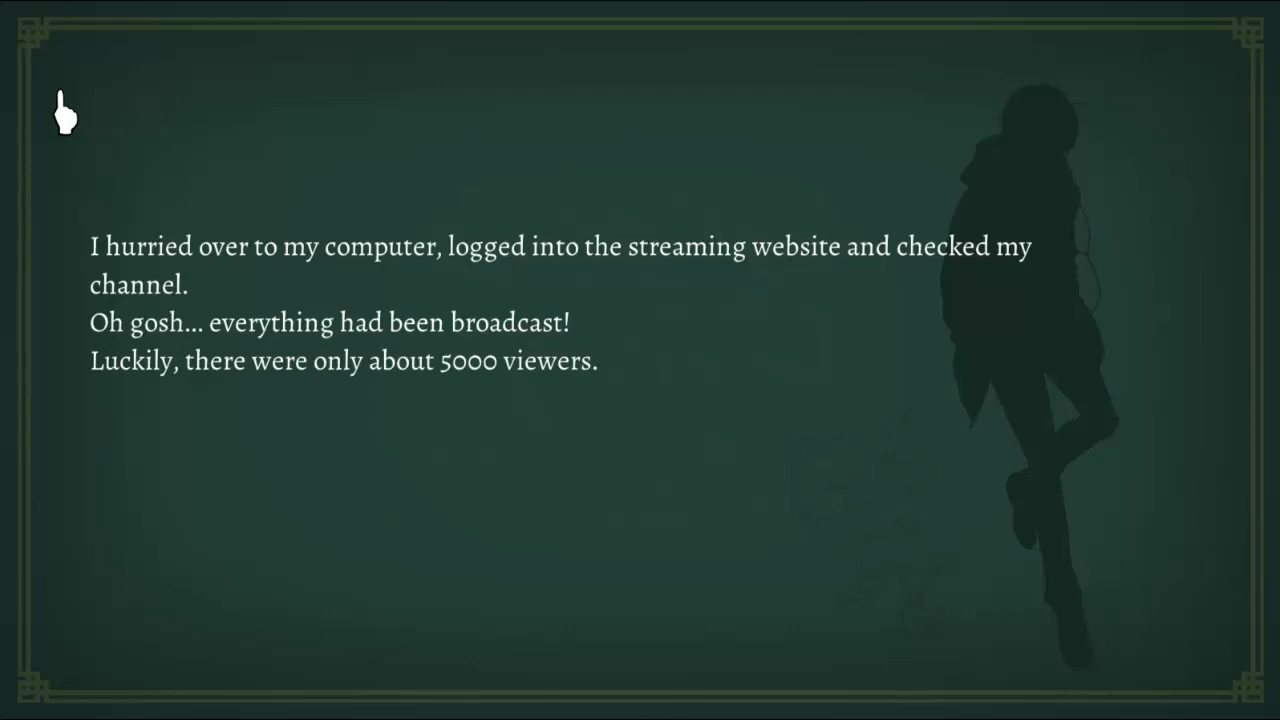 I hurried over to my computer, logged into the streaming website and checked my
channel.
Oh gosh... everything had been broadcast!
Luckily, there were only about 5000 viewers.